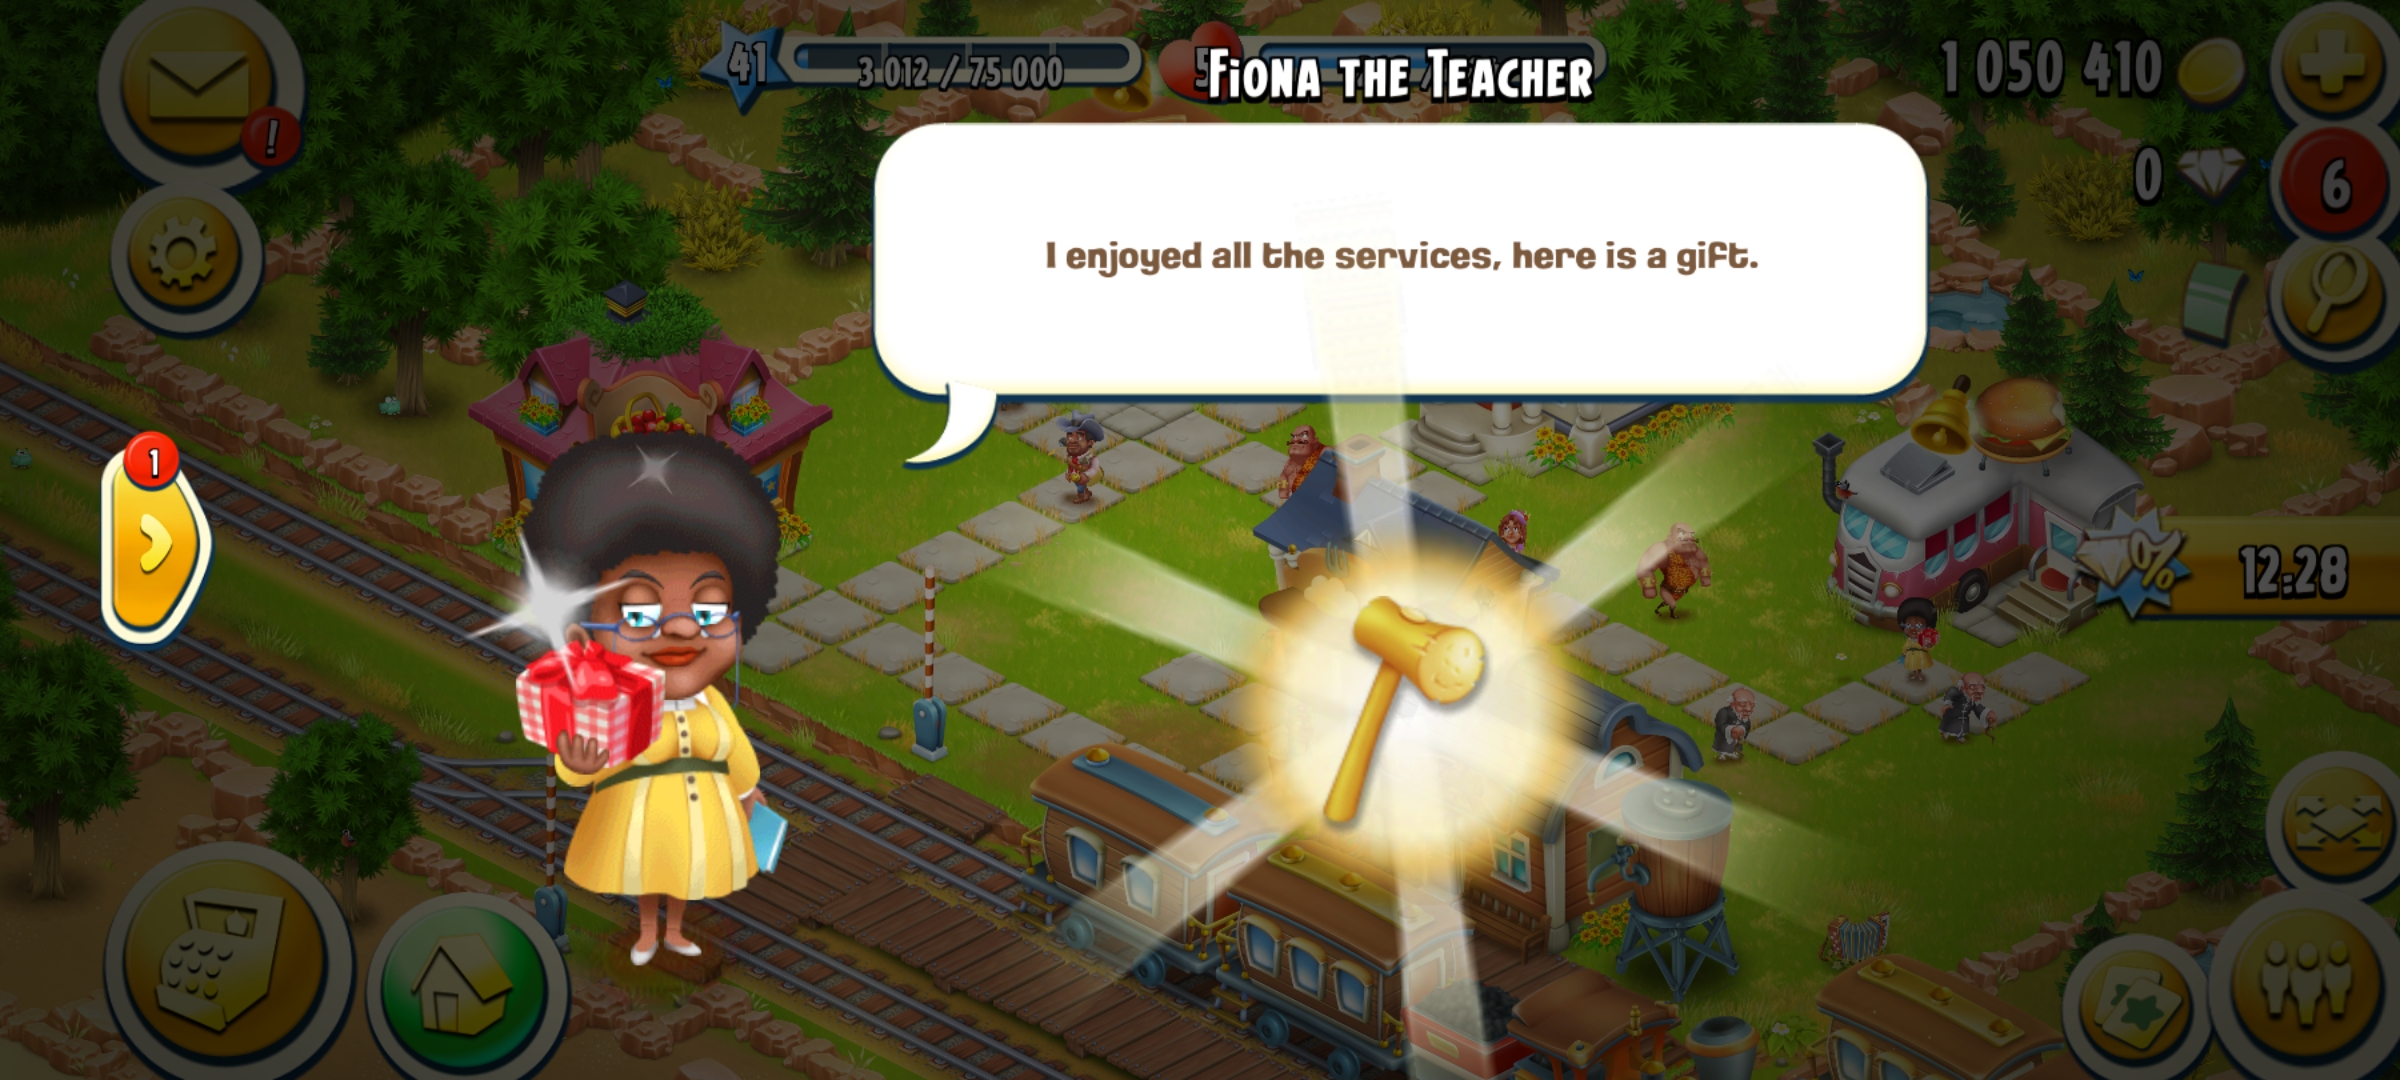 41
3 012 / 75 000
Fiona the Teacher
1 050 410
!
0
6
I enjoyed all the services, here is a gift.
1
%
12:28